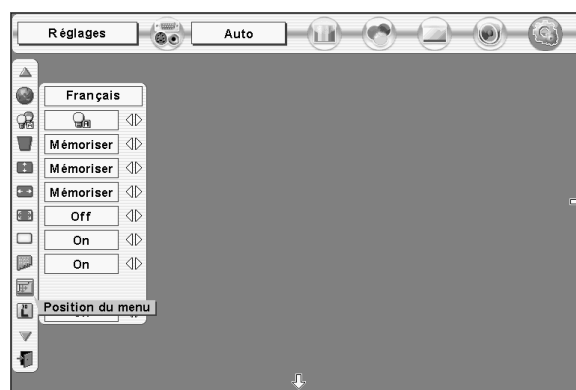 Réglages
Auto
Français
Mémoriser
Mémoriser
Mémoriser
Off
On
On
Position du menu